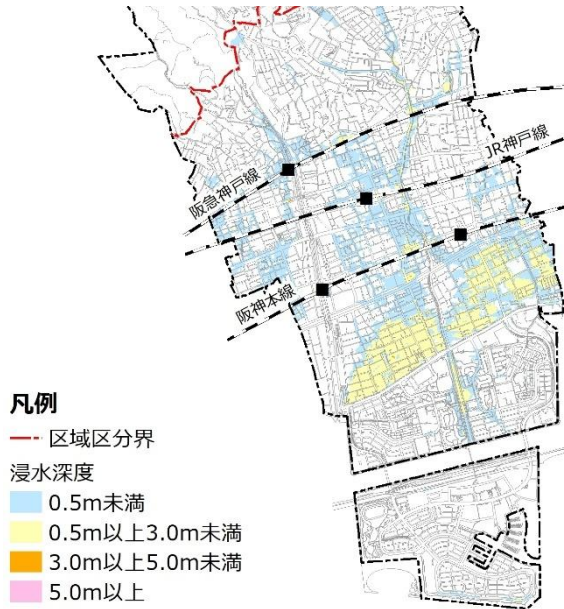 JR神戸線
阪急神戸線
阪神本線
凡例
区域区分界
浸水深度
0.5m未満
0.5m以上3.0m未満
3.0m以上5.0m未満
5.0m以上